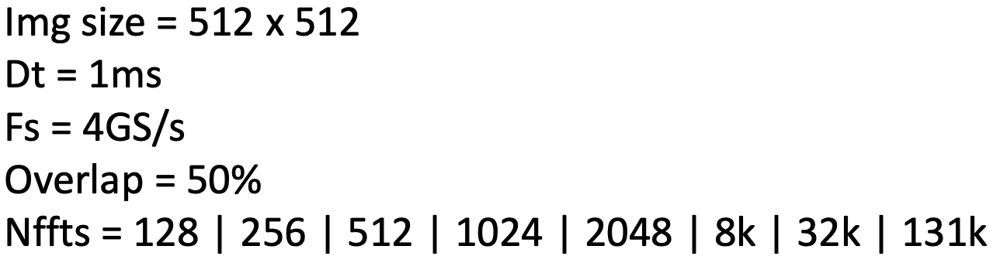 Img size = 512 x 512
Dt = 1ms
Fs = 4GS/s
Overlap = 50%
Nffts = 128 | 256 | 512 | 1024 | 2048 | 8k | 32k | 131k